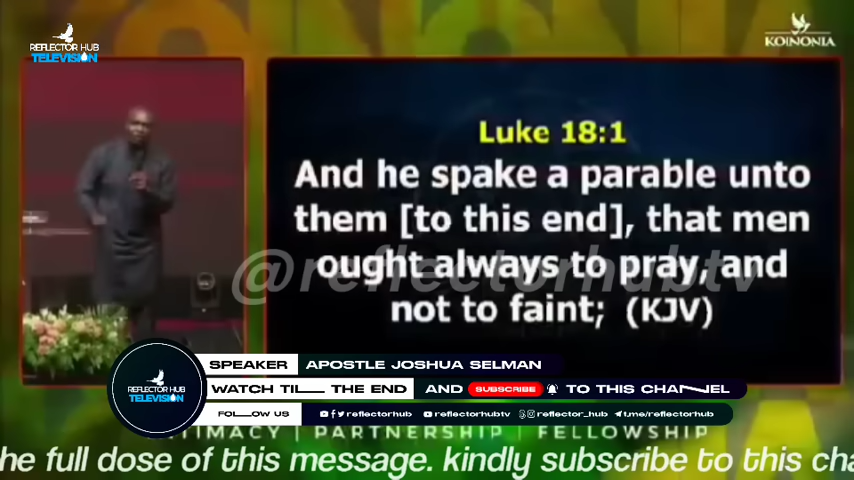 REFLECTOR HUB
TELEVISION
KOINONIA
Luke 18:1
And he spake a parable unto
them [to this end], that men
ought always to pray, and
not to faint; (KJV)
@reflectorhubtv
SPEAKER APOSTLE JOSHUA SELMAN
WATCH TILL THE END AND SUBSCRIBE TO THIS CHANNEL
REFLECTOR HUB
TELEVISION
FOLLOW US reflectorhub reflectorhubtv reflector_hub t.me/reflectorhub
PARTNERSHIP | FELLOWSHIP
full dose of this message. kindly subscribe to this